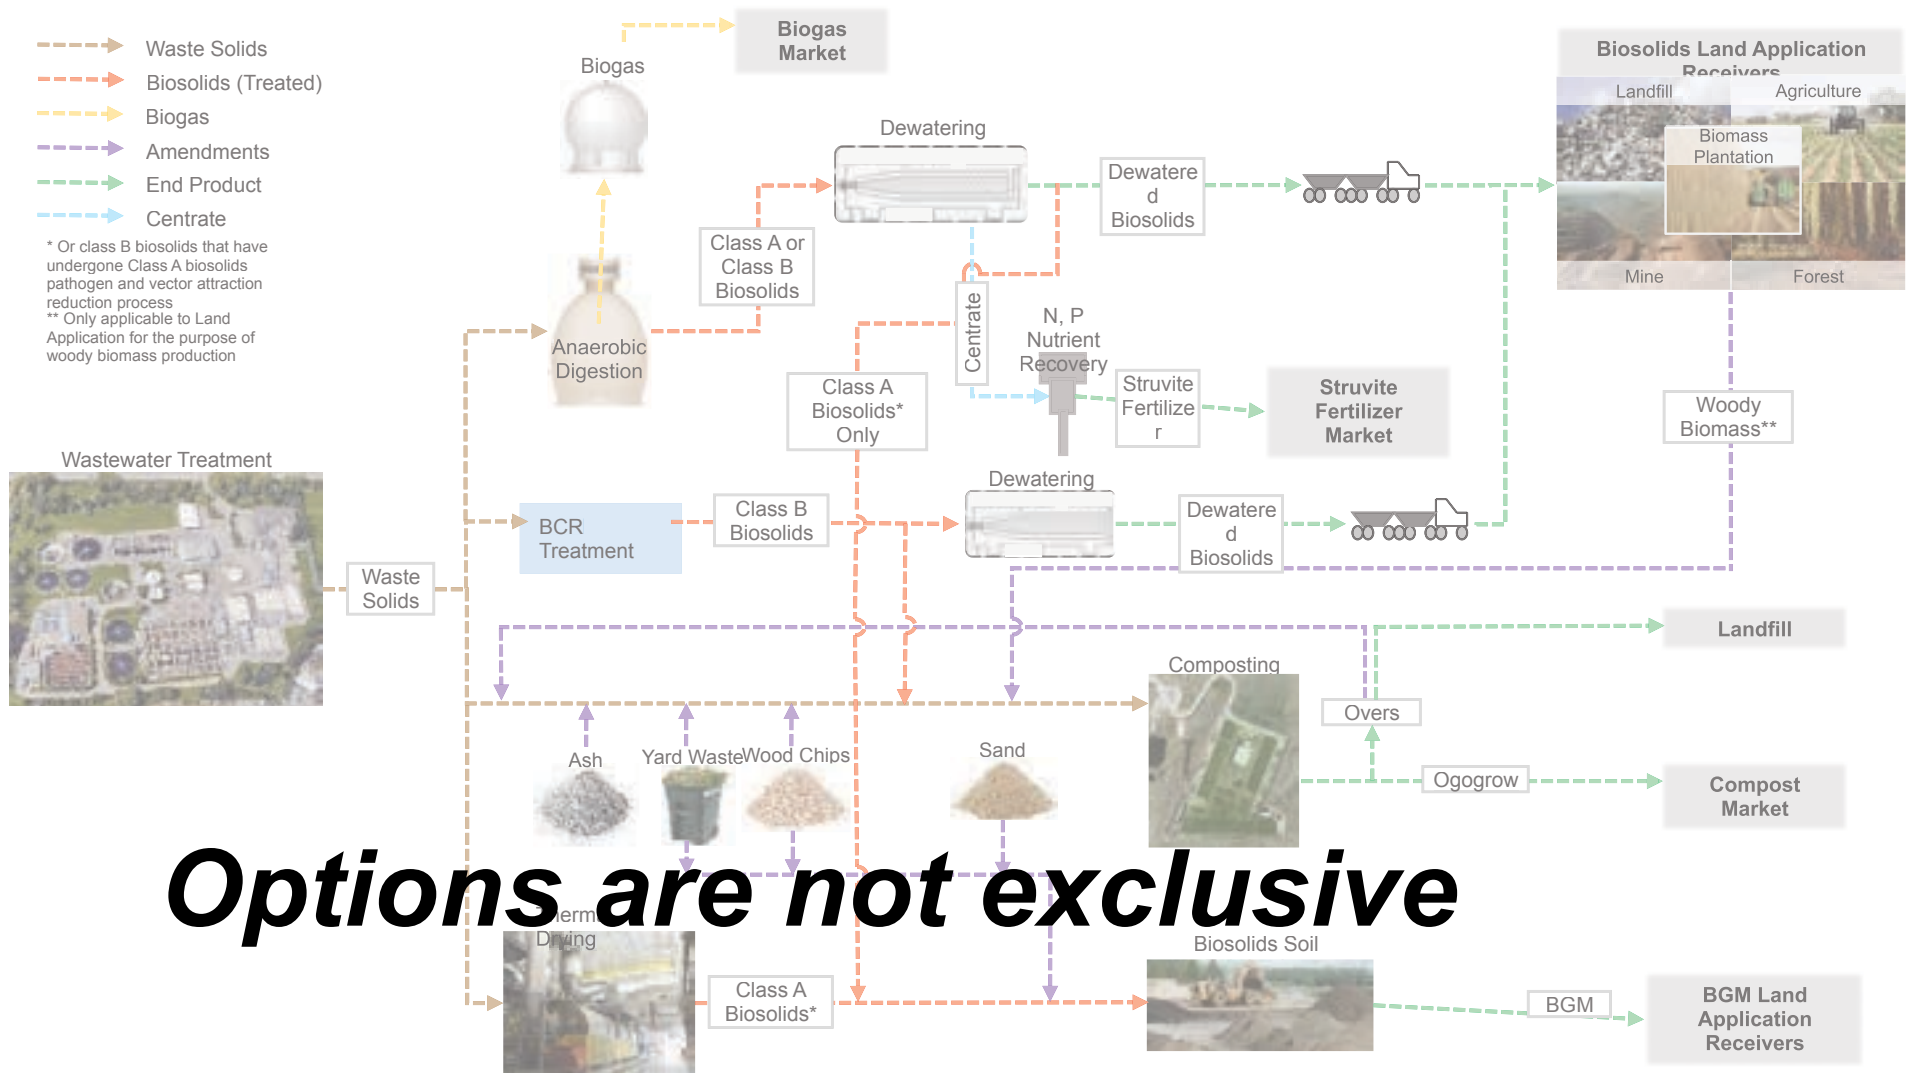 Waste Solids
Biosolids (Treated)
Biogas
Amendments
End Product
Centrate
* Or class B biosolids that have
undergone Class A biosolids
pathogen and vector attraction
reduction process
** Only applicable to Land
Application for the purpose of
woody biomass production
Biogas
Biogas
Market
Dewatering
Dewatere
d
Biosolids
Biosolids Land Application
Receivers
Landfill
Agriculture
Biomass
Plantation
Mine
Forest
Class A or
Class B
Biosolids
Anaerobic
Digestion
Centrate
N, P
Nutrient
Recovery
Class A
Biosolids*
Only
Struvite
Fertilize
r
Struvite
Fertilizer
Market
Woody
Biomass**
Wastewater Treatment
Waste
Solids
BCR
Treatment
Class B
Biosolids
Dewatering
Dewatere
d
Biosolids
Landfill
Composting
Overs
Ogogrow
Compost
Market
Ash
Yard Waste
Wood Chips
Sand
Options are not exclusive
Drying
Class A
Biosolids*
Biosolids Soil
BGM
BGM Land
Application
Receivers